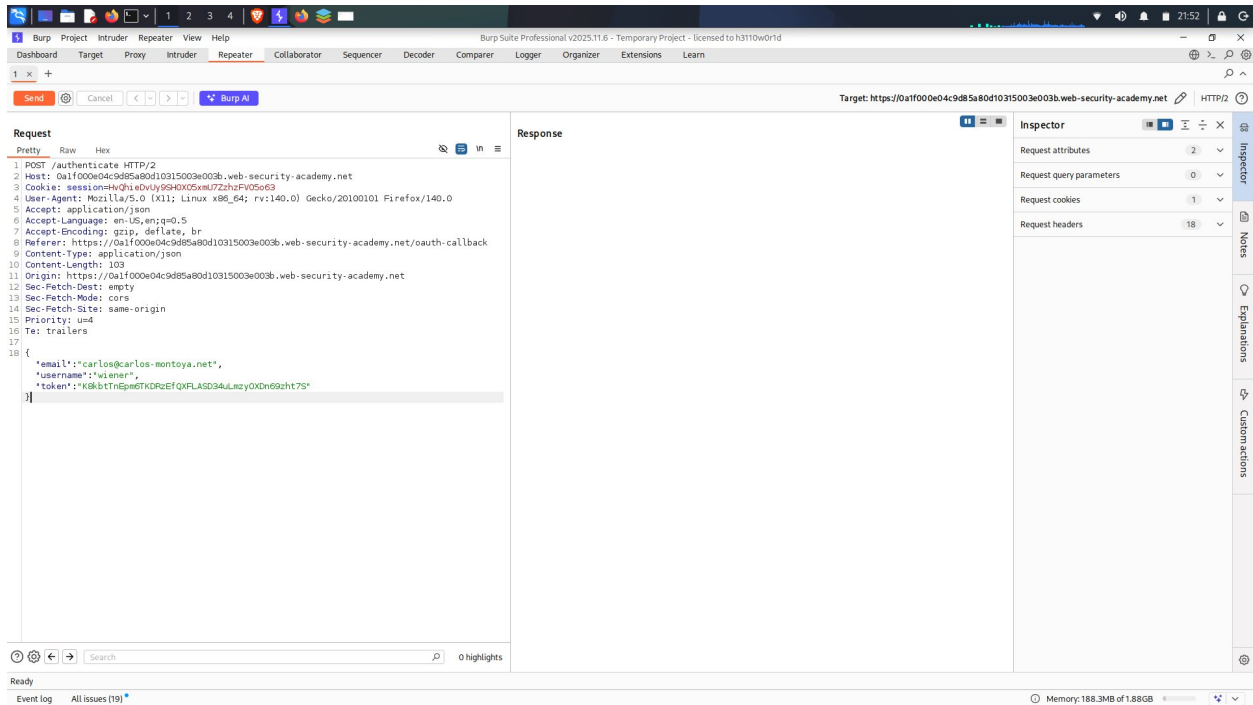 1 2 3 4 21:52
Burp Project Intruder Repeater View Help Burp Suite Professional v2025.11.6 - Temporary Project - licensed to h3110w0r1d
Dashboard Target Proxy Intruder Repeater Collaborator Sequencer Decoder Comparer Logger Organizer Extensions Learn
1 × +
Send Cancel Burp AI Target: https://0a1f000e04c9d85a80d10315003e003b.web-security-academy.net HTTP/2
Request
Pretty Raw Hex \n
1 POST /authenticate HTTP/2
2 Host: 0a1f000e04c9d85a80d10315003e003b.web-security-academy.net
3 Cookie: session=HvQhieDvUy9SH0XO5xmU7ZzhzFV05o63
4 User-Agent: Mozilla/5.0 (X11; Linux x86_64; rv:140.0) Gecko/20100101 Firefox/140.0
5 Accept: application/json
6 Accept-Language: en-US,en;q=0.5
7 Accept-Encoding: gzip, deflate, br
8 Referer: https://0a1f000e04c9d85a80d10315003e003b.web-security-academy.net/oauth-callback
9 Content-Type: application/json
10 Content-Length: 103
11 Origin: https://0a1f000e04c9d85a80d10315003e003b.web-security-academy.net
12 Sec-Fetch-Dest: empty
13 Sec-Fetch-Mode: cors
14 Sec-Fetch-Site: same-origin
15 Priority: u=4
16 Te: trailers
17
18 {
"email":"carlos@carlos-montoya.net",
"username":"wiener",
"token":"K8kbtTnEpm6TKDRzEfQXFLASD34uLmzyOXDn69zht7S"
}
Search 0 highlights
Response
Inspector
Request attributes 2
Request query parameters 0
Request cookies 1
Request headers 18
Inspector
Notes
Explanations
Custom actions
Ready
Event log All issues (19) Memory: 188.3MB of 1.88GB